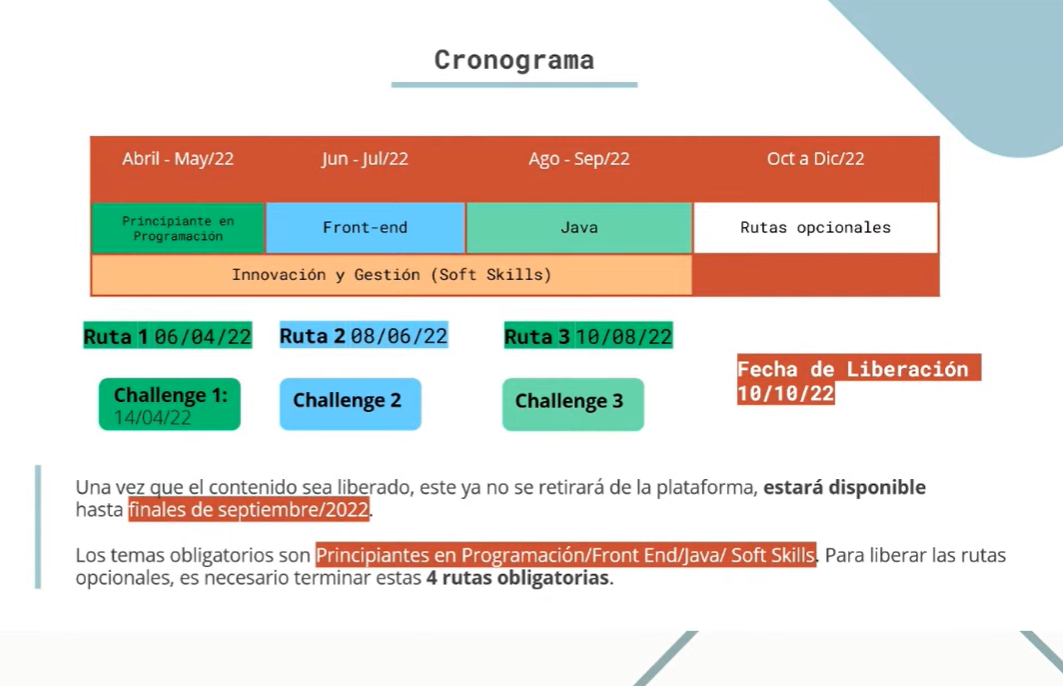 Cronograma
Abril - May/22
Jun - Jul/22
Ago - Sep/22
Oct a Dic/22
Principiante en
Programación
Front-end
Java
Rutas opcionales
Innovación y Gestión (Soft Skills)
Ruta 1 06/04/22
Ruta 2 08/06/22
Ruta 3 10/08/22
Fecha de Liberación
10/10/22
Challenge 1:
14/04/22
Challenge 2
Challenge 3
Una vez que el contenido sea liberado, este ya no se retirará de la plataforma, estará disponible
hasta finales de septiembre/2022.
Los temas obligatorios son Principiantes en Programación/Front End/Java/ Soft Skills. Para liberar las rutas
opcionales, es necesario terminar estas 4 rutas obligatorias.